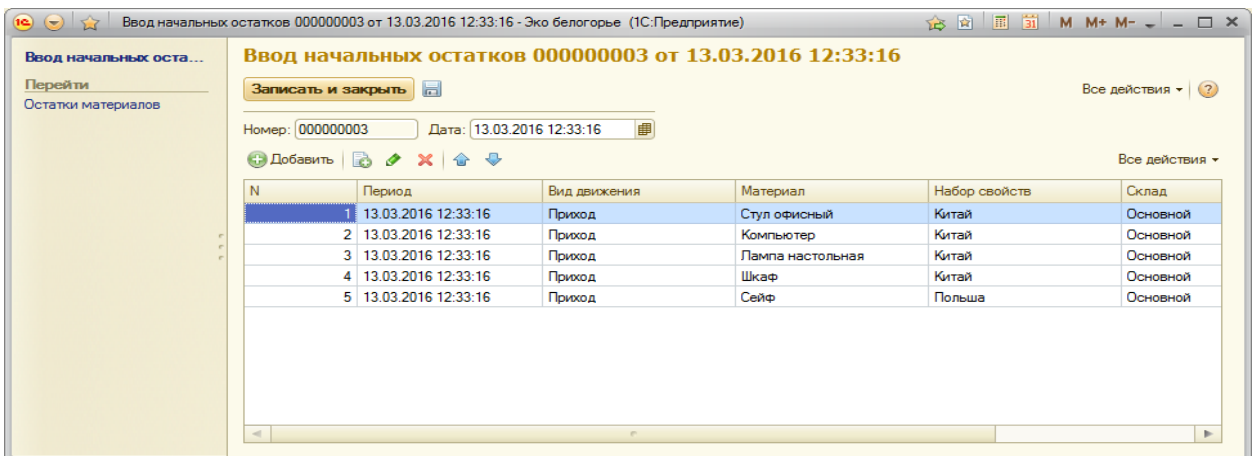 1С Ввод начальных остатков 000000003 от 13.03.2016 12:33:16 - Эко белогорье (1С:Предприятие) 31 M M+ M-
Ввод начальных оста...
Перейти
Остатки материалов
Ввод начальных остатков 000000003 от 13.03.2016 12:33:16
Записать и закрыть Все действия ?
Номер: 000000003 Дата: 13.03.2016 12:33:16
Добавить Все действия
N Период Вид движения Материал Набор свойств Склад
1 13.03.2016 12:33:16 Приход Стул офисный Китай Основной
2 13.03.2016 12:33:16 Приход Компьютер Китай Основной
3 13.03.2016 12:33:16 Приход Лампа настольная Китай Основной
4 13.03.2016 12:33:16 Приход Шкаф Китай Основной
5 13.03.2016 12:33:16 Приход Сейф Польша Основной